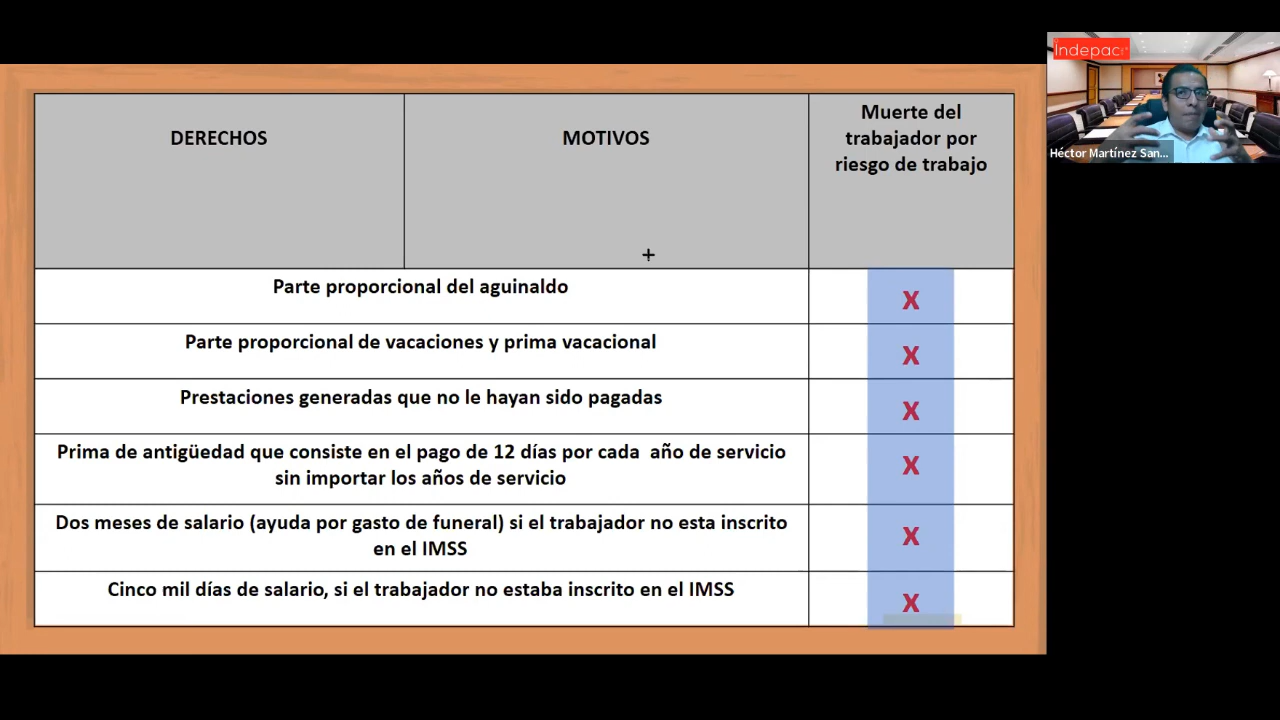 DERECHOS
MOTIVOS
Muerte del
trabajador por
riesgo de trabajo
Parte proporcional del aguinaldo
X
Parte proporcional de vacaciones y prima vacacional
X
Prestaciones generadas que no le hayan sido pagadas
X
Prima de antigüedad que consiste en el pago de 12 días por cada año de servicio
sin importar los años de servicio
X
Dos meses de salario (ayuda por gasto de funeral) si el trabajador no esta inscrito
en el IMSS
X
Cinco mil días de salario, si el trabajador no estaba inscrito en el IMSS
X
Indepac
Héctor Martínez San...